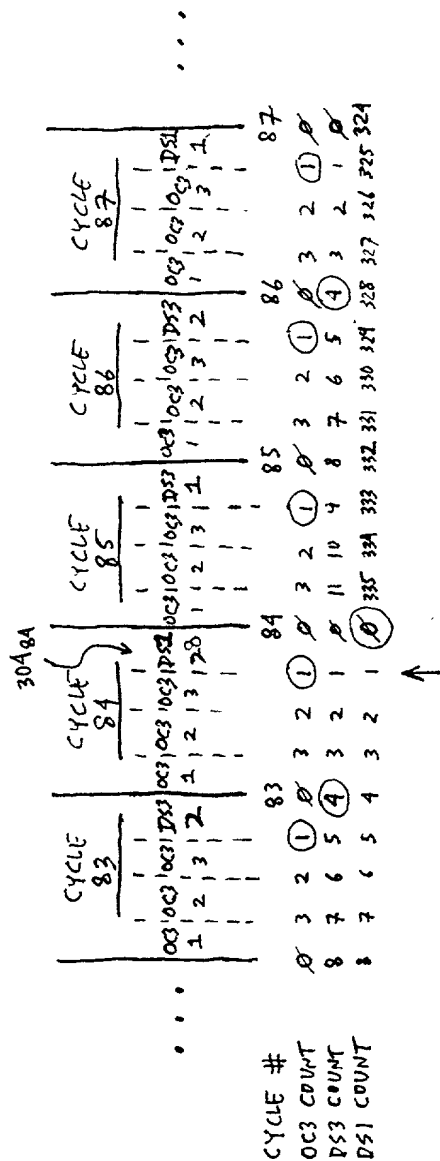 304₈₄
CYCLE CYCLE CYCLE CYCLE CYCLE
83 84 85 86 87
... OC3 OC3 OC3 DS3 OC3 OC3 OC3 DS1 OC3 OC3 OC3 DS3 OC3 OC3 OC3 DS3 OC3 OC3 OC3 DS1 ...
1 2 3 2 1 2 3 28 1 2 3 1 1 2 3 2 1 2 3 1
CYCLE # 83 84 85 86 87
OC3 COUNT Ø 3 2 ① Ø 3 2 ① Ø 3 2 ① Ø 3 2 ① Ø 3 2 ① Ø
DS3 COUNT 8 7 6 5 ④ 3 2 1 Ø 11 10 9 8 7 6 5 ④ 3 2 1 Ø
DS1 COUNT 8 7 6 5 4 3 2 1 Ø 335 334 333 332 331 330 329 328 327 326 325 324